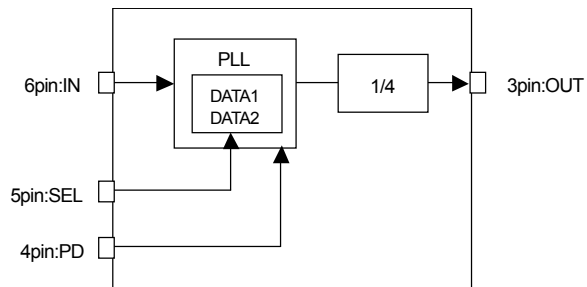 PLL
6pin:IN
DATA1
DATA2
1/4
3pin:OUT
5pin:SEL
4pin:PD